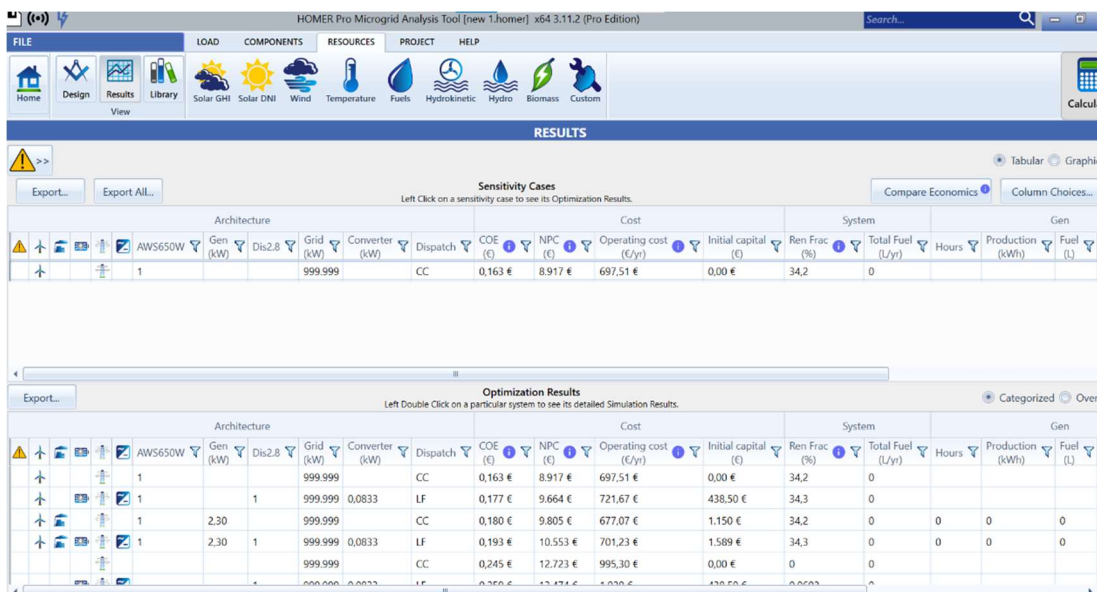 HOMER Pro Microgrid Analysis Tool [new 1.homer] x64 3.11.2 (Pro Edition)
Search...
FILE LOAD COMPONENTS RESOURCES PROJECT HELP
Home Design Results Library Solar GHI Solar DNI Wind Temperature Fuels Hydrokinetic Hydro Biomass Custom Calcula
View
RESULTS
>> Tabular Graphic
Export... Export All... Sensitivity Cases Compare Economics Column Choices...
Left Click on a sensitivity case to see its Optimization Results.
Architecture Cost System Gen
AWS650W Gen (kW) Dis2.8 Grid (kW) Converter (kW) Dispatch COE (€) NPC (€) Operating cost (€/yr) Initial capital (€) Ren Frac (%) Total Fuel (L/yr) Hours Production (kWh) Fuel (L)
1 999.999 CC 0,163 € 8.917 € 697,51 € 0,00 € 34,2 0
Export... Optimization Results Categorized Over
Left Double Click on a particular system to see its detailed Simulation Results.
Architecture Cost System Gen
AWS650W Gen (kW) Dis2.8 Grid (kW) Converter (kW) Dispatch COE (€) NPC (€) Operating cost (€/yr) Initial capital (€) Ren Frac (%) Total Fuel (L/yr) Hours Production (kWh) Fuel (L)
1 999.999 CC 0,163 € 8.917 € 697,51 € 0,00 € 34,2 0
1 1 999.999 0,0833 LF 0,177 € 9.664 € 721,67 € 438,50 € 34,3 0
1 2,30 999.999 CC 0,180 € 9.805 € 677,07 € 1.150 € 34,2 0 0 0 0
1 2,30 1 999.999 0,0833 LF 0,193 € 10.553 € 701,23 € 1.589 € 34,3 0 0 0 0
999.999 CC 0,245 € 12.723 € 995,30 € 0,00 € 0 0